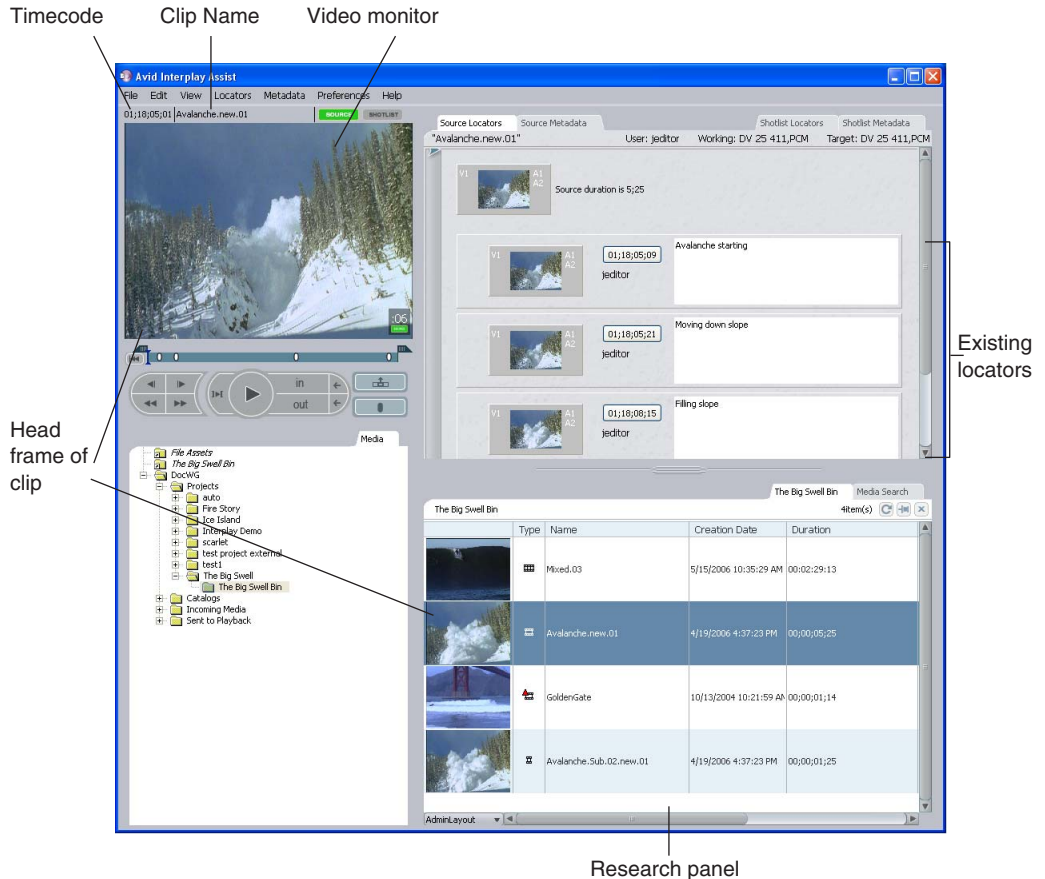 Timecode Clip Name Video monitor
Avid Interplay Assist
File Edit View Locators Metadata Preferences Help
01;18;05;01 Avalanche.new.01 SOURCE SHOTLIST
:06
in
out
Source Locators Source Metadata Shotlist Locators Shotlist Metadata
"Avalanche.new.01" User: jeditor Working: DV 25 411,PCM Target: DV 25 411,PCM
V1 A1
A2
Source duration is 5;25
V1 A1
A2
01;18;05;09
jeditor
Avalanche starting
V1 A1
A2
01;18;05;21
jeditor
Moving down slope
V1 A1
A2
01;18;08;15
jeditor
Filling slope
Existing
locators
Head
frame of
clip
Media
File Assets
The Big Swell Bin
DocWG
Projects
auto
Fire Story
Ice Island
Interplay Demo
scarlet
test project external
test1
The Big Swell
The Big Swell Bin
Catalogs
Incoming Media
Sent to Playback
The Big Swell Bin Media Search
The Big Swell Bin 4item(s)
Type Name Creation Date Duration
Mixed.03 5/15/2006 10:35:29 AM 00:02:29:13
Avalanche.new.01 4/19/2006 4:37:23 PM 00;00;05;25
GoldenGate 10/13/2004 10:21:59 AM 00;00;01;14
Avalanche.Sub.02.new.01 4/19/2006 4:37:23 PM 00;00;01;25
AdminLayout
Research panel